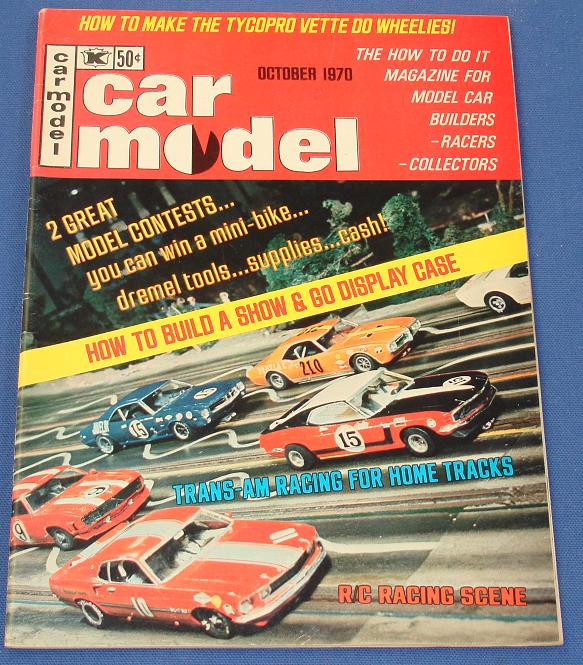 HOW TO MAKE THE TYCOPRO VETTE DO WHEELIES!
car model
K
50¢
OCTOBER 1970
car
model
THE HOW TO DO IT
MAGAZINE FOR
MODEL CAR
BUILDERS
–RACERS
–COLLECTORS
2 GREAT
MODEL CONTESTS...
you can win a mini-bike...
dremel tools...supplies...cash!
HOW TO BUILD A SHOW & GO DISPLAY CASE
210
JAVELIN
15
15
TRANS-AM RACING FOR HOME TRACKS
10
R/C RACING SCENE